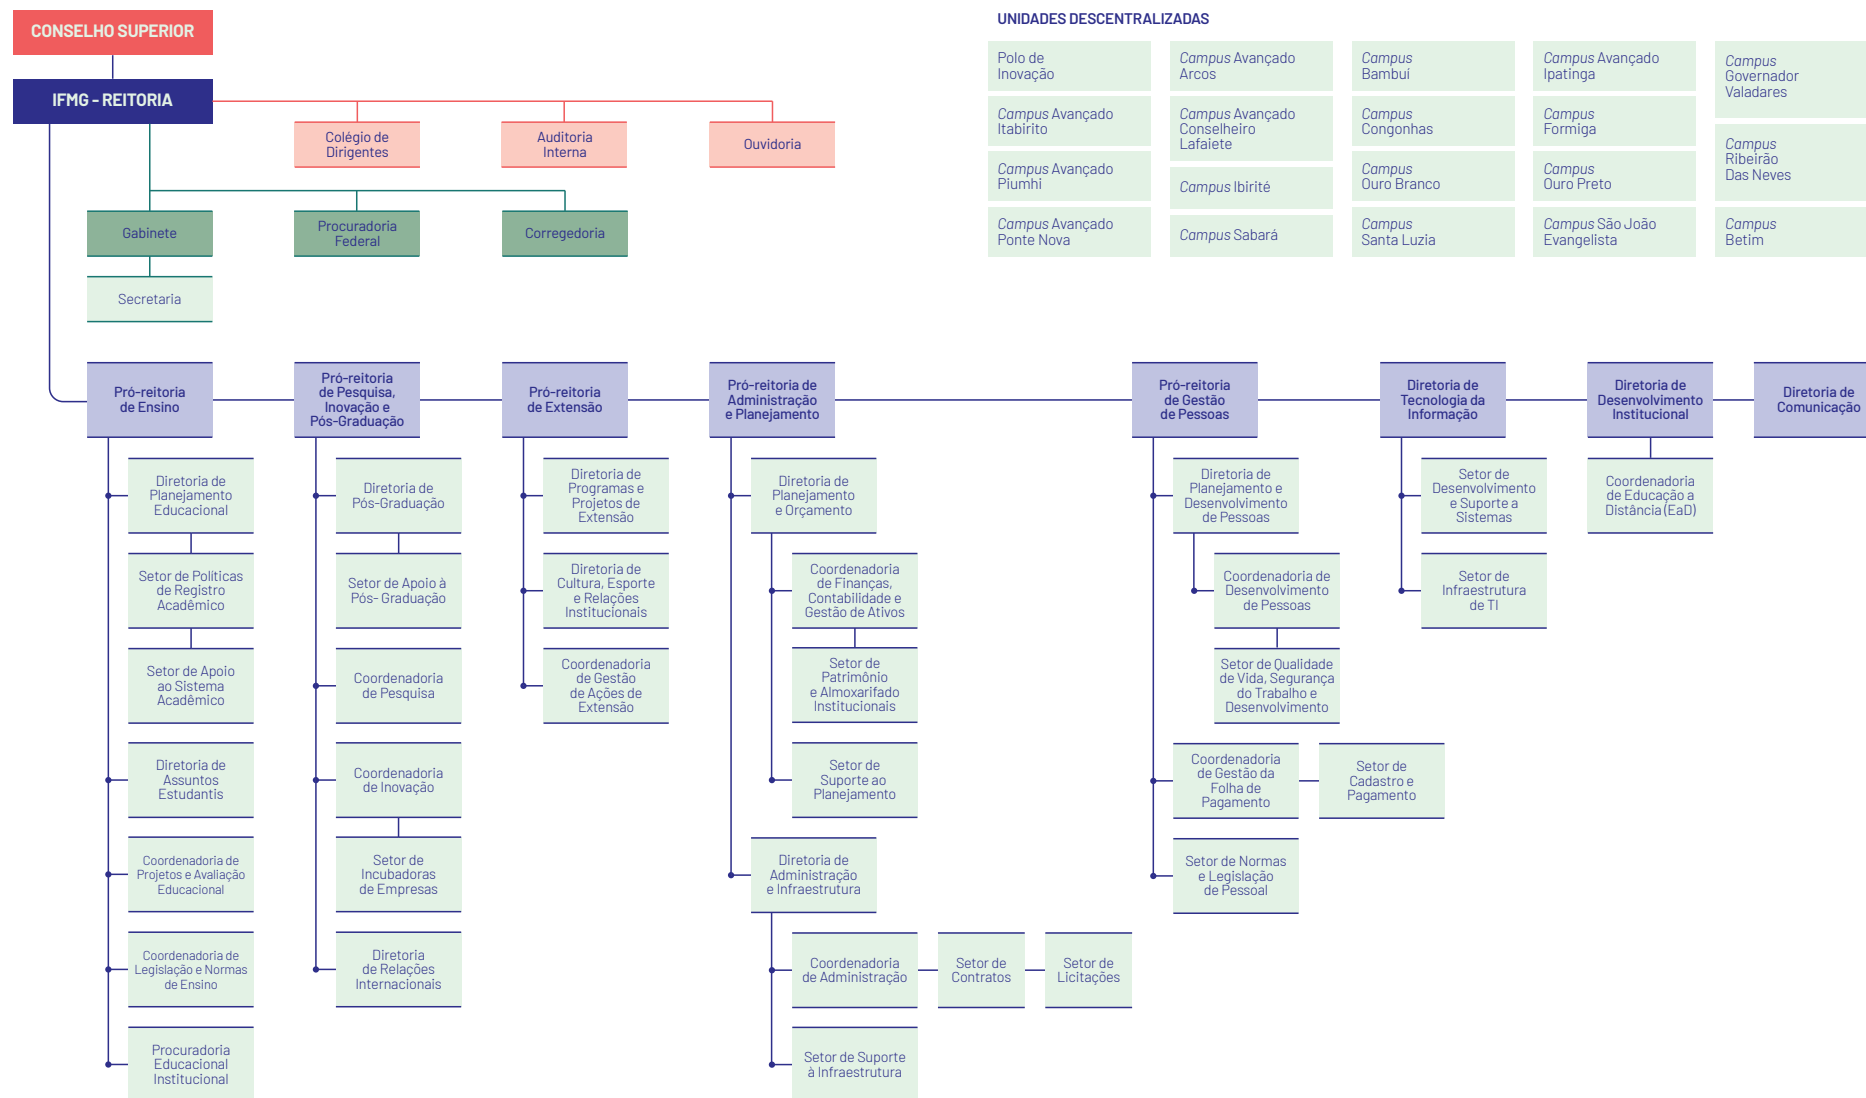 CONSELHO SUPERIOR
IFMG - REITORIA
Colégio de
Dirigentes
Auditoria
Interna
Ouvidoria
Gabinete
Procuradoria
Federal
Corregedoria
Secretaria
UNIDADES DESCENTRALIZADAS
Polo de
Inovação
Campus Avançado
Itabirito
Campus Avançado
Piumhi
Campus Avançado
Ponte Nova
Campus Avançado
Arcos
Campus Avançado
Conselheiro
Lafaiete
Campus Ibirité
Campus Sabará
Campus
Bambuí
Campus
Congonhas
Campus
Ouro Branco
Campus
Santa Luzia
Campus Avançado
Ipatinga
Campus
Formiga
Campus
Ouro Preto
Campus São João
Evangelista
Campus
Governador
Valadares
Campus
Ribeirão
Das Neves
Campus
Betim
Pró-reitoria
de Ensino
Diretoria de
Planejamento
Educacional
Setor de Políticas
de Registro
Acadêmico
Setor de Apoio
ao Sistema
Acadêmico
Diretoria de
Assuntos
Estudantis
Coordenadoria de
Projetos e Avaliação
Educacional
Coordenadoria de
Legislação e Normas
de Ensino
Procuradoria
Educacional
Institucional
Pró-reitoria
de Pesquisa,
Inovação e
Pós-Graduação
Diretoria de
Pós-Graduação
Setor de Apoio à
Pós- Graduação
Coordenadoria
de Pesquisa
Coordenadoria
de Inovação
Setor de
Incubadoras
de Empresas
Diretoria
de Relações
Internacionais
Pró-reitoria
de Extensão
Diretoria de
Programas e
Projetos de
Extensão
Diretoria de
Cultura, Esporte
e Relações
Institucionais
Coordenadoria
de Gestão
de Ações de
Extensão
Pró-reitoria de
Administração
e Planejamento
Diretoria de
Planejamento
e Orçamento
Coordenadoria
de Finanças,
Contabilidade e
Gestão de Ativos
Setor de
Patrimônio
e Almoxarifado
Institucionais
Setor de
Suporte ao
Planejamento
Diretoria de
Administração
e Infraestrutura
Coordenadoria
de Administração
Setor de
Contratos
Setor de
Licitações
Setor de Suporte
à Infraestrutura
Pró-reitoria
de Gestão
de Pessoas
Diretoria de
Planejamento e
Desenvolvimento
de Pessoas
Coordenadoria de
Desenvolvimento
de Pessoas
Setor de Qualidade
de Vida, Segurança
do Trabalho e
Desenvolvimento
Coordenadoria
de Gestão da
Folha de
Pagamento
Setor de
Cadastro e
Pagamento
Setor de Normas
e Legislação
de Pessoal
Diretoria de
Tecnologia da
Informação
Setor de
Desenvolvimento
e Suporte a
Sistemas
Setor de
Infraestrutura
de TI
Diretoria de
Desenvolvimento
Institucional
Coordenadoria
de Educação a
Distância (EaD)
Diretoria de
Comunicação